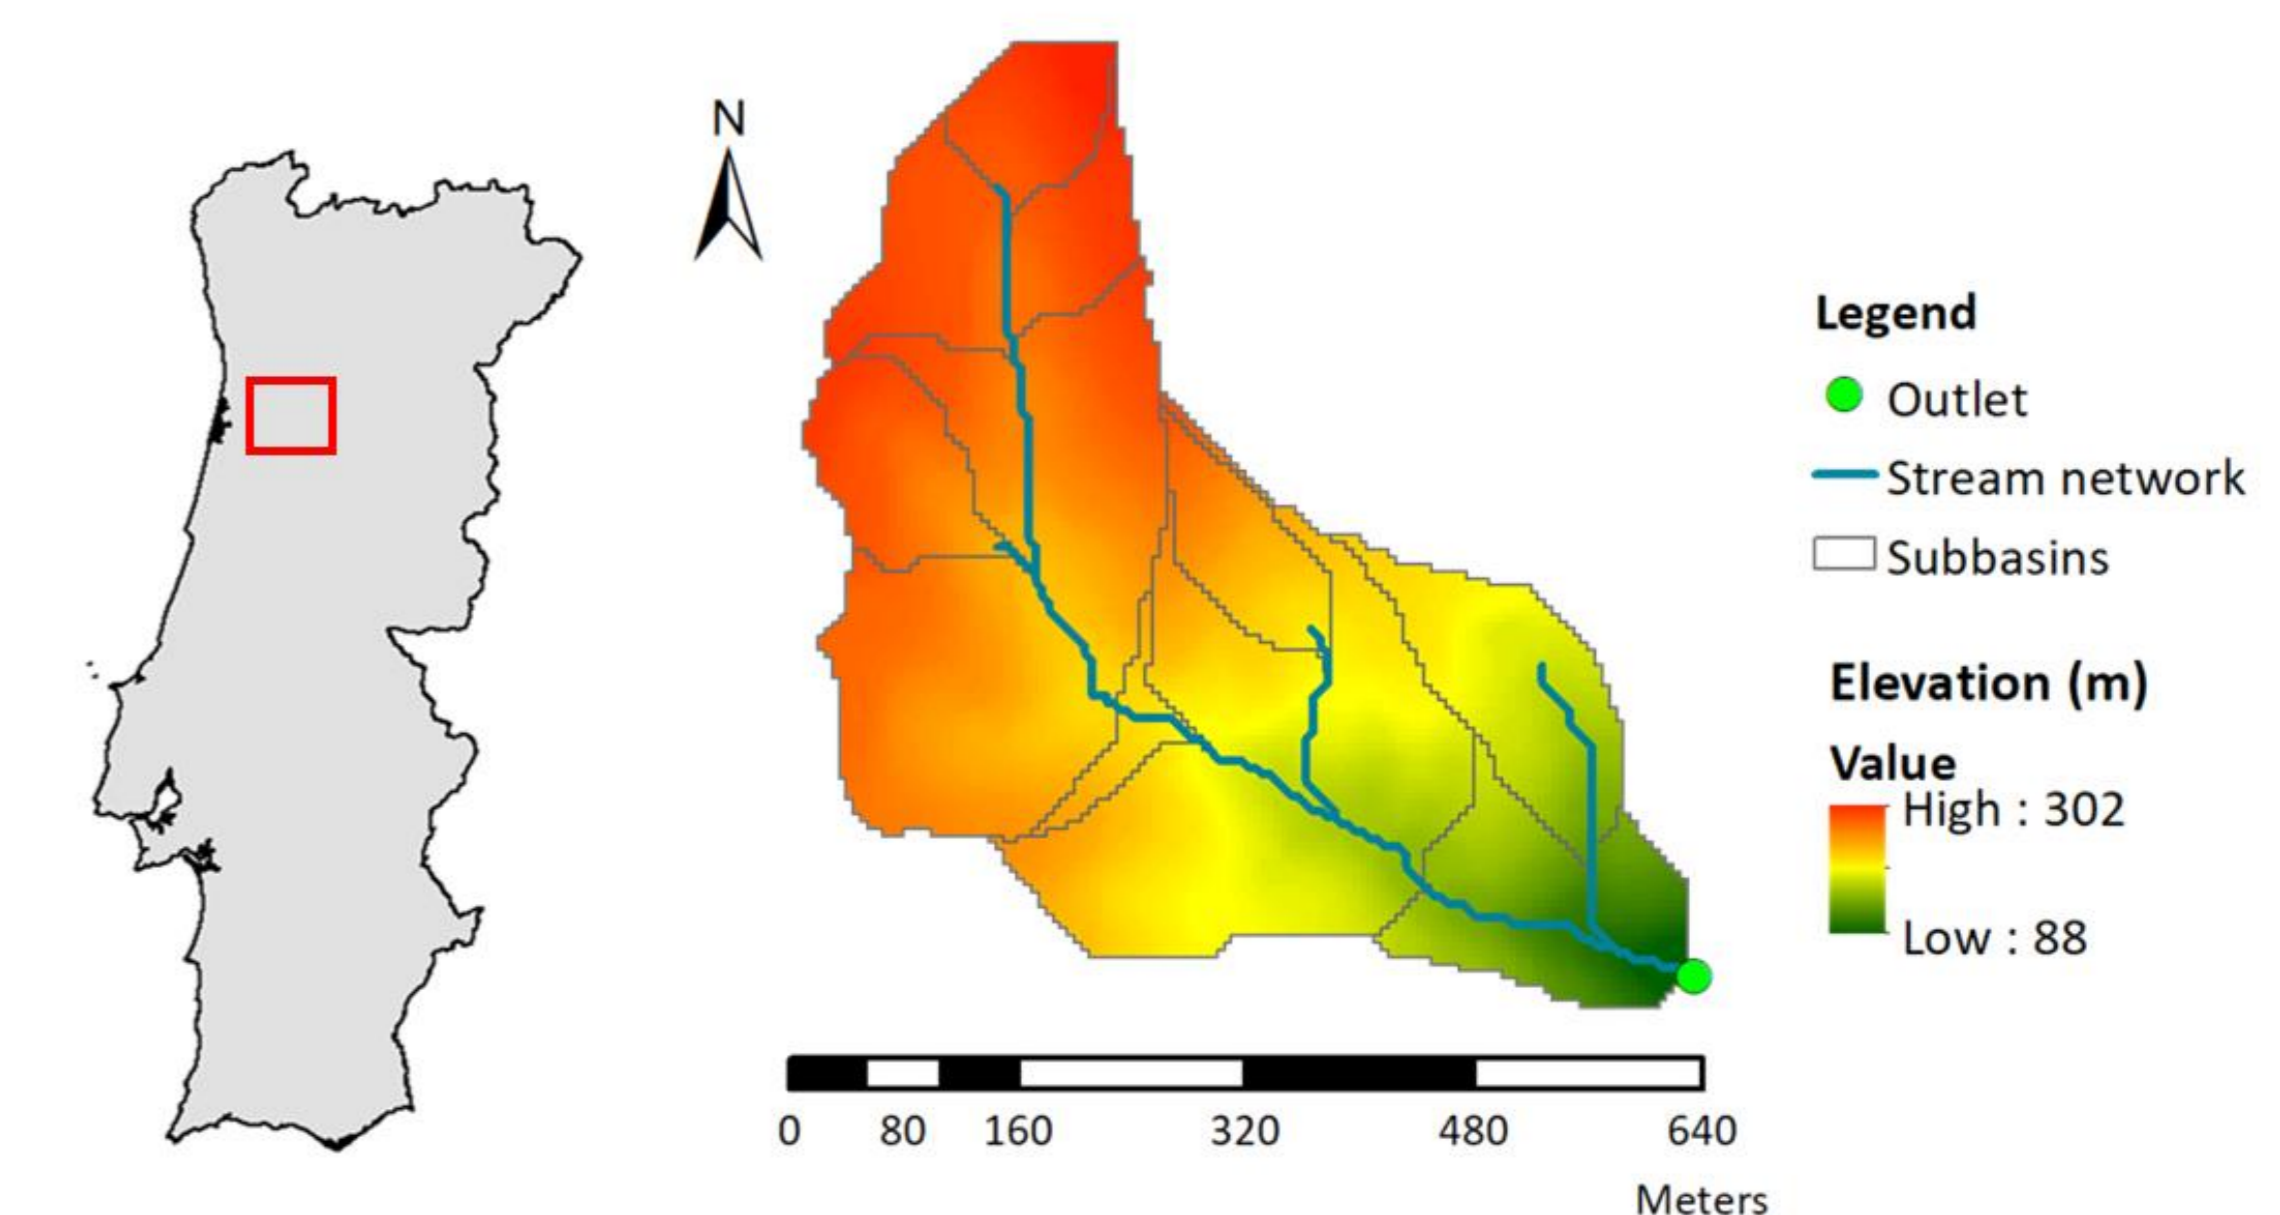 N
Legend
Outlet
Stream network
Subbasins
Elevation (m)
Value
High : 302
Low : 88
0 80 160 320 480 640
Meters